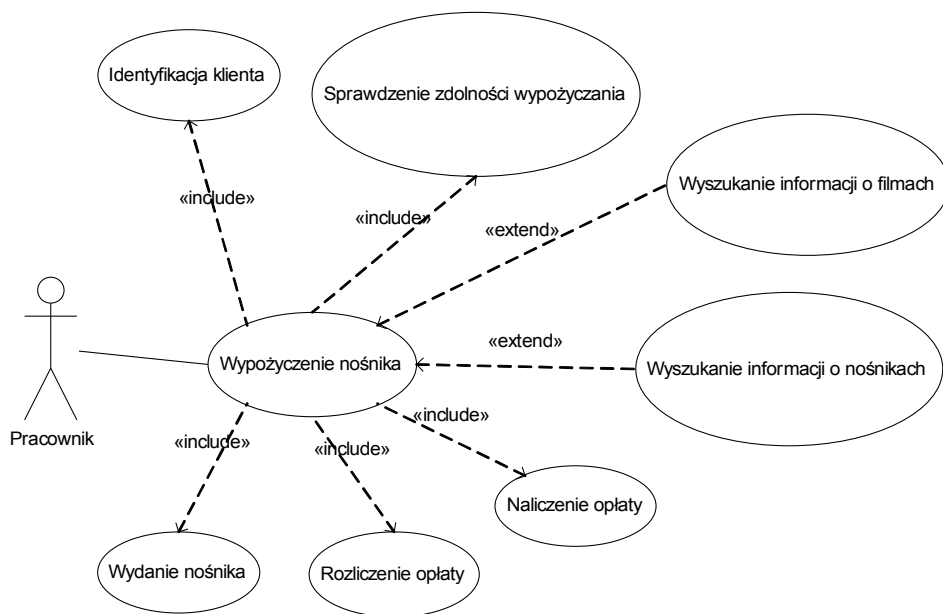 Identyfikacja klienta
Sprawdzenie zdolności wypożyczania
Wyszukanie informacji o filmach
«include»
«include»
«extend»
Wypożyczenie nośnika
«extend»
Wyszukanie informacji o nośnikach
Pracownik
«include»
«include»
«include»
Naliczenie opłaty
Wydanie nośnika
Rozliczenie opłaty